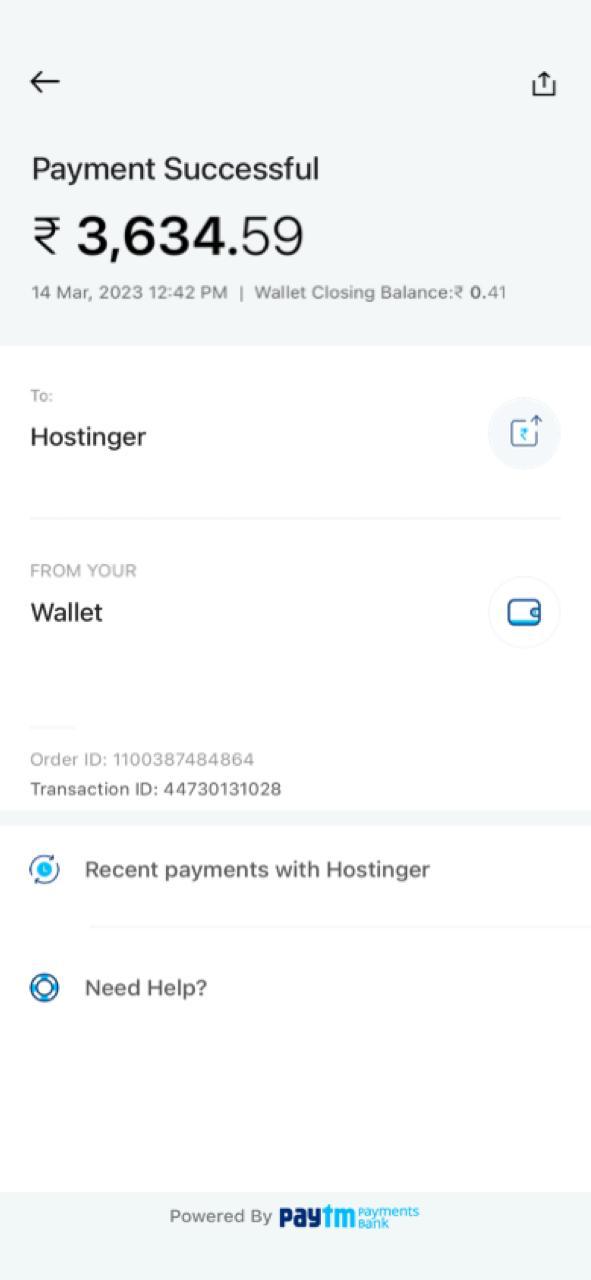 Payment Successful
₹ 3,634.59
14 Mar, 2023 12:42 PM | Wallet Closing Balance:₹ 0.41
To:
Hostinger
₹
FROM YOUR
Wallet
Order ID: 1100387484864
Transaction ID: 44730131028
Recent payments with Hostinger
Need Help?
Powered By paytm Payments Bank